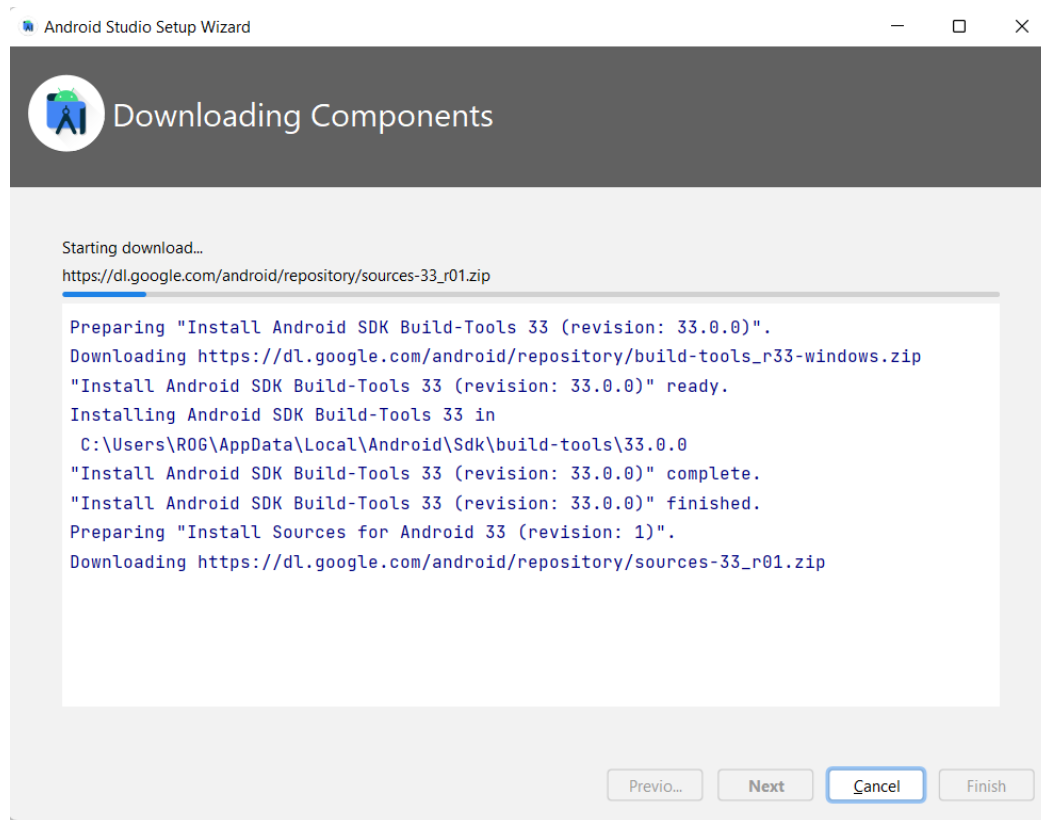 Android Studio Setup Wizard
Downloading Components
Starting download...
https://dl.google.com/android/repository/sources-33_r01.zip
Preparing "Install Android SDK Build-Tools 33 (revision: 33.0.0)".
Downloading https://dl.google.com/android/repository/build-tools_r33-windows.zip
"Install Android SDK Build-Tools 33 (revision: 33.0.0)" ready.
Installing Android SDK Build-Tools 33 in
C:\Users\ROG\AppData\Local\Android\Sdk\build-tools\33.0.0
"Install Android SDK Build-Tools 33 (revision: 33.0.0)" complete.
"Install Android SDK Build-Tools 33 (revision: 33.0.0)" finished.
Preparing "Install Sources for Android 33 (revision: 1)".
Downloading https://dl.google.com/android/repository/sources-33_r01.zip
Previo... Next Cancel Finish